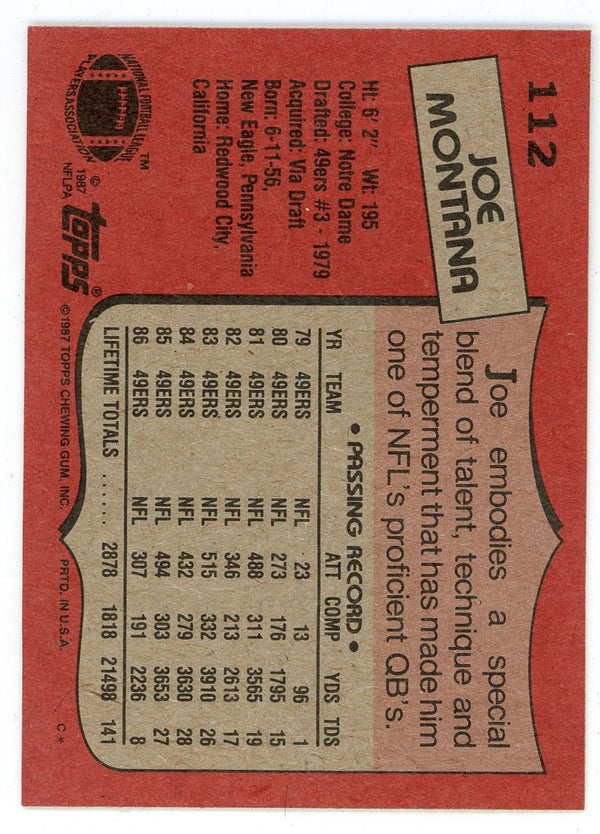 112
JOE
MONTANA
Ht: 6' 2" Wt: 195
College: Notre Dame
Drafted: 49ers #3 - 1979
Acquired: Via Draft
Born: 6-11-56,
New Eagle, Pennsylvania
Home: Redwood City,
California
NATIONAL FOOTBALL LEAGUE
PLAYERS ASSOCIATION
TM
© 1987
NFLPA
topps®
Joe embodies a special
blend of talent, technique and
temperment that has made him
one of NFL's proficient QB's.
• PASSING RECORD •
YR TEAM ATT COMP YDS TDS
79 49ERS NFL 23 13 96 1
80 49ERS NFL 273 176 1795 15
81 49ERS NFL 488 311 3565 19
82 49ERS NFL 346 213 2613 17
83 49ERS NFL 515 332 3910 26
84 49ERS NFL 432 279 3630 28
85 49ERS NFL 494 303 3653 27
86 49ERS NFL 307 191 2236 8
LIFETIME TOTALS ...... 2878 1818 21498 141
©1987 TOPPS CHEWING GUM, INC. PRTD. IN U.S.A. C*